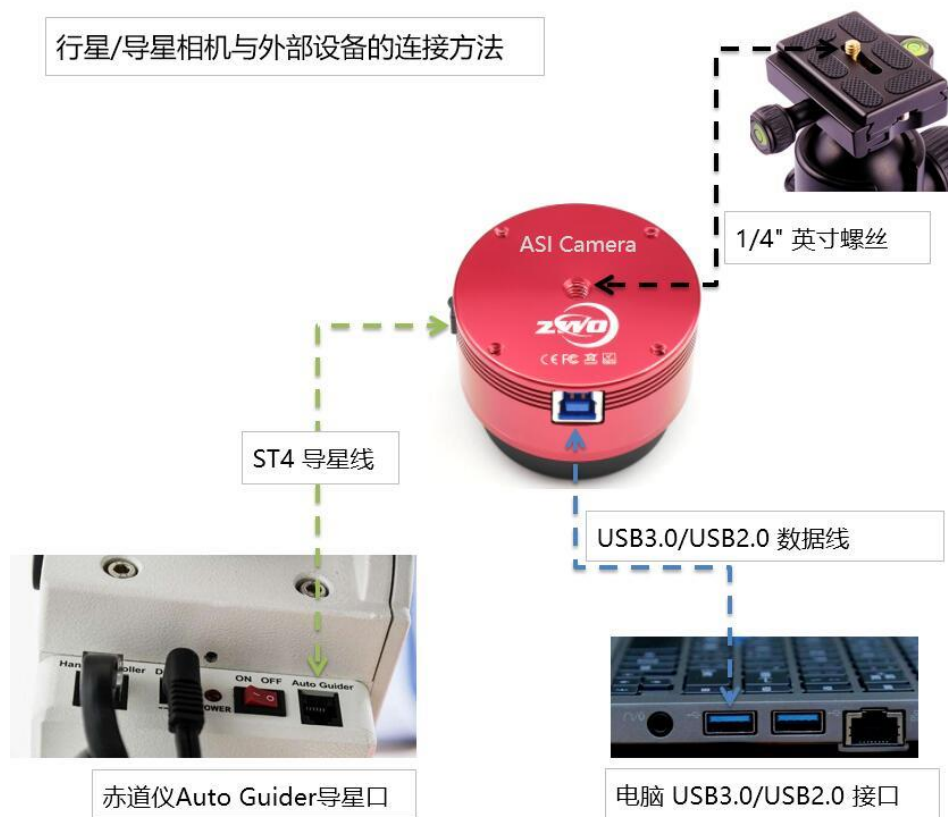 行星/导星相机与外部设备的连接方法
1/4" 英寸螺丝
ASI Camera
ZWO
CE FC
ST4 导星线
USB3.0/USB2.0 数据线
ON OFF
Auto Guider
POWER
赤道仪Auto Guider导星口
电脑 USB3.0/USB2.0 接口